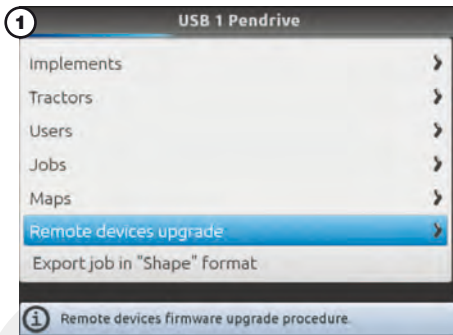 1
USB 1 Pendrive
Implements
Tractors
Users
Jobs
Maps
Remote devices upgrade
Export job in "Shape" format
i Remote devices firmware upgrade procedure.